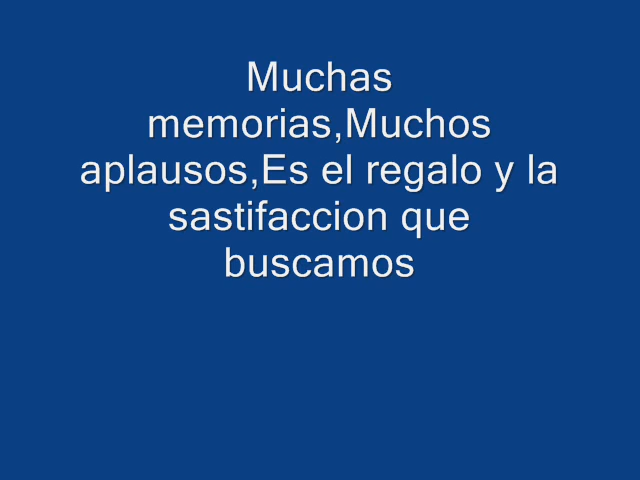 Muchas
memorias,Muchos
aplausos,Es el regalo y la
sastifaccion que
buscamos